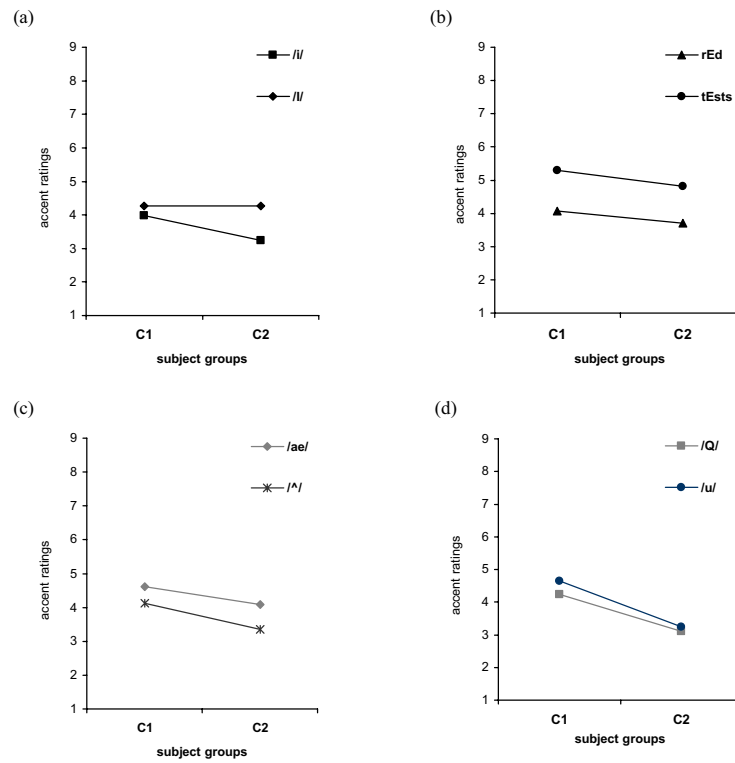 (a)
9
8
7
6
5
4
3
2
1
accent ratings
/i/
/I/
C1 C2
subject groups
(b)
9
8
7
6
5
4
3
2
1
accent ratings
rEd
tEsts
C1 C2
subject groups
(c)
9
8
7
6
5
4
3
2
1
accent ratings
/ae/
/^/
C1 C2
subject groups
(d)
9
8
7
6
5
4
3
2
1
accent ratings
/Q/
/u/
C1 C2
subject groups